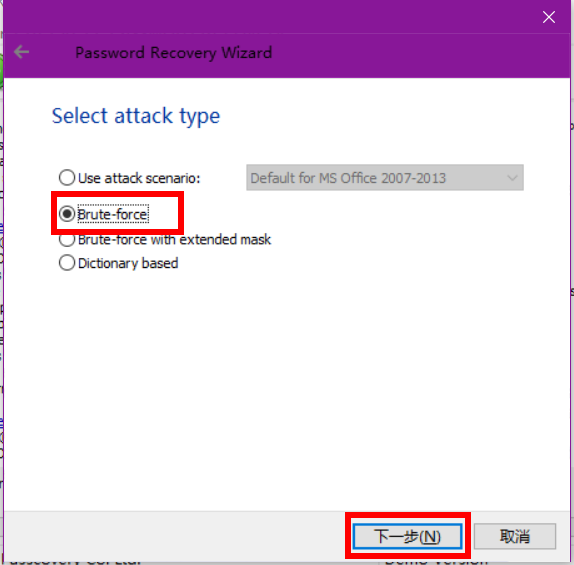 Password Recovery Wizard
Select attack type
Use attack scenario: Default for MS Office 2007-2013
Brute-force
Brute-force with extended mask
Dictionary based
下一步(N) 取消